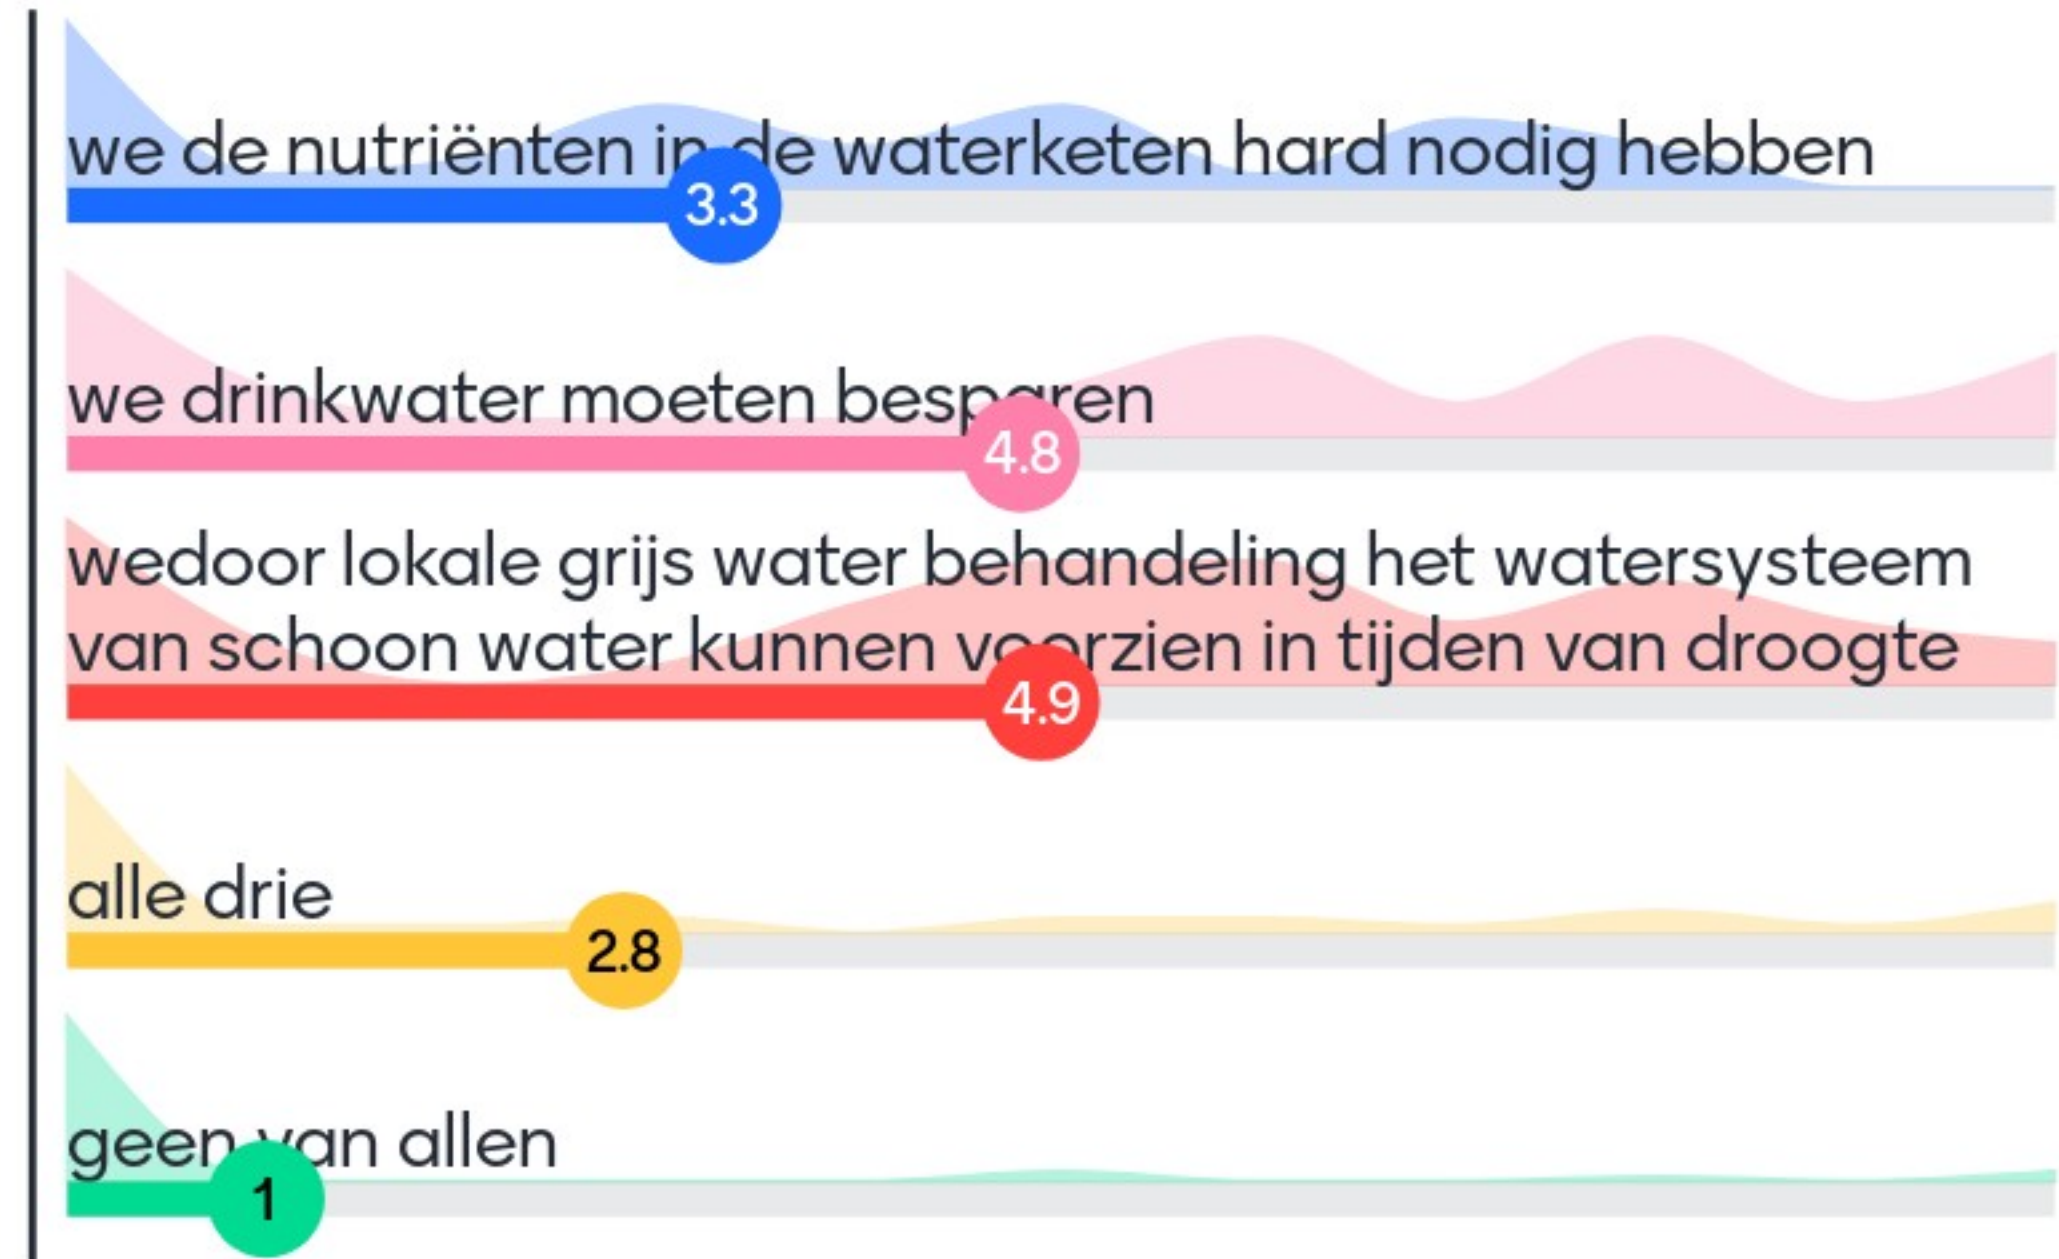 we de nutriënten in de waterketen hard nodig hebben
3.3
we drinkwater moeten besparen
4.8
wedoor lokale grijs water behandeling het watersysteem
van schoon water kunnen voorzien in tijden van droogte
4.9
alle drie
2.8
geen van allen
1